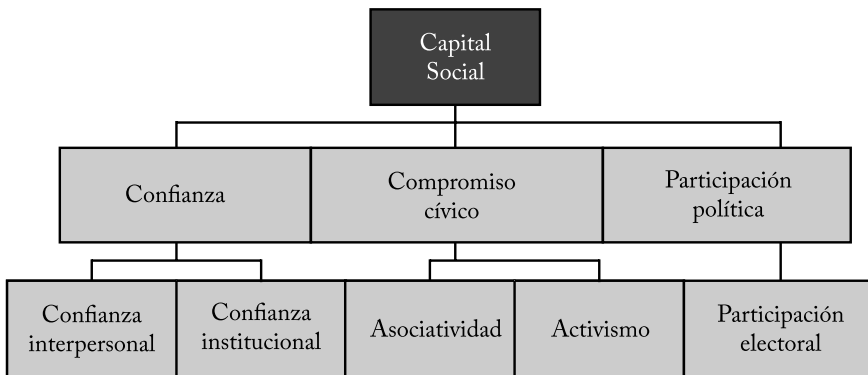 Capital
Social
Confianza
Compromiso
cívico
Participación
política
Confianza
interpersonal
Confianza
institucional
Asociatividad
Activismo
Participación
electoral